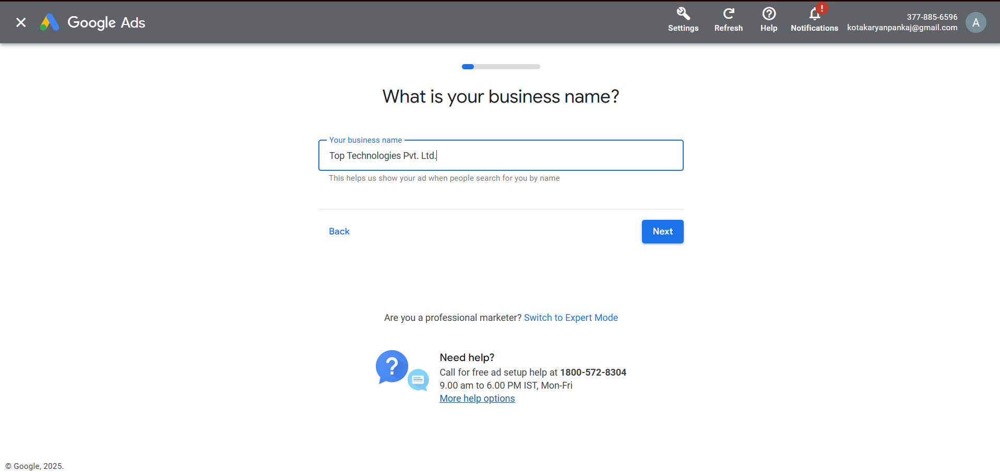 Google Ads
Settings
Refresh
Help
!
Notifications
377-885-6596
kotakaryanpankaj@gmail.com
A
What is your business name?
Your business name
Top Technologies Pvt. Ltd.
This helps us show your ad when people search for you by name
Back
Next
Are you a professional marketer? Switch to Expert Mode
?
Need help?
Call for free ad setup help at 1800-572-8304
9.00 am to 6.00 PM IST, Mon-Fri
More help options
© Google, 2025.